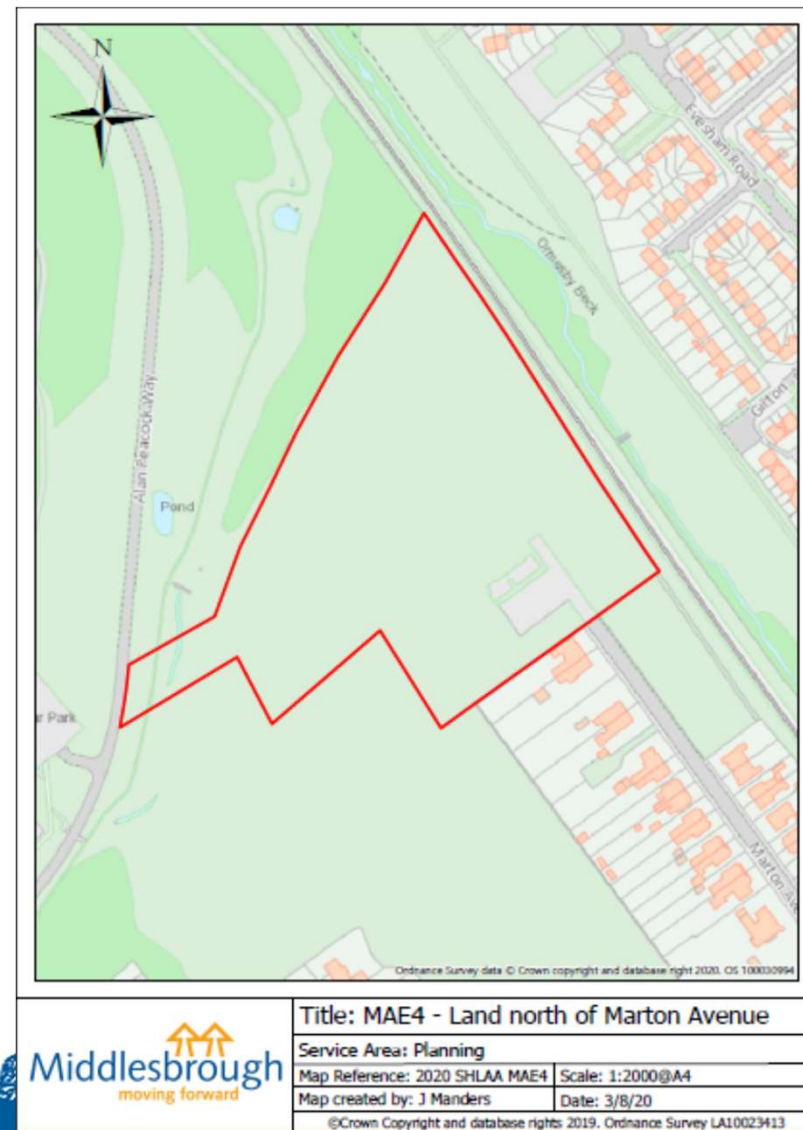 N
Evesham Road
Ormesby Beck
Alan Peacock Way
Pond
Girton
r Park
Marton Ave
Ordnance Survey data © Crown copyright and database right 2020. OS 100030994
Middlesbrough
moving forward
Title: MAE4 - Land north of Marton Avenue
Service Area: Planning
Map Reference: 2020 SHLAA MAE4
Scale: 1:2000@A4
Map created by: J Manders
Date: 3/8/20
©Crown Copyright and database rights 2019. Ordnance Survey LA10023413